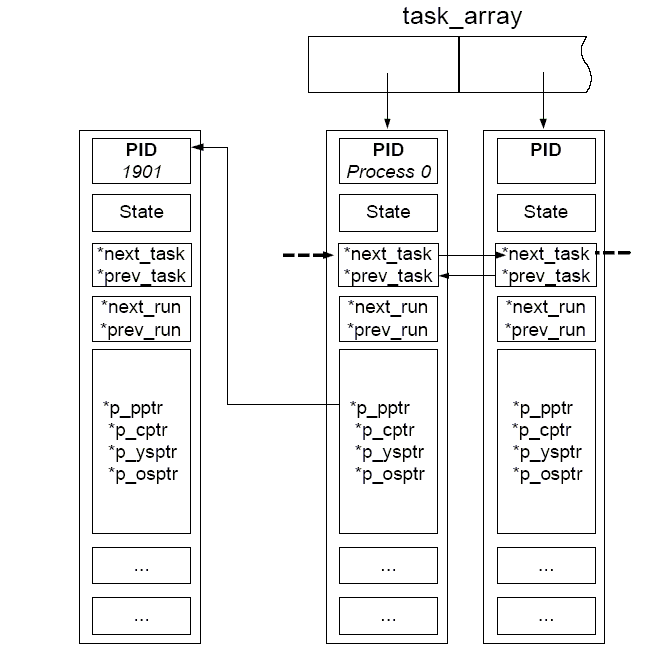 task_array
PID
1901
State
*next_task
*prev_task
*next_run
*prev_run
*p_pptr
*p_cptr
*p_ysptr
*p_osptr
...
...
PID
Process 0
State
*next_task
*prev_task
*next_run
*prev_run
*p_pptr
*p_cptr
*p_ysptr
*p_osptr
...
...
PID
State
*next_task
*prev_task
*next_run
*prev_run
*p_pptr
*p_cptr
*p_ysptr
*p_osptr
...
...